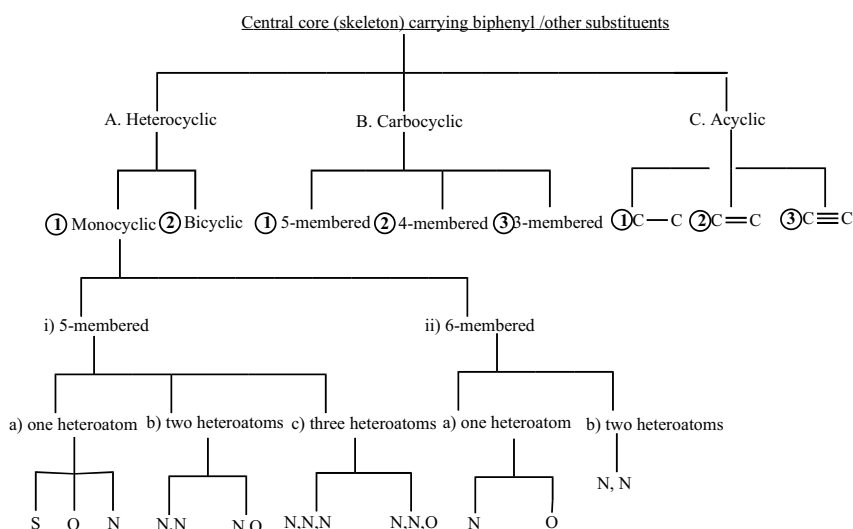 Central core (skeleton) carrying biphenyl /other substituents
A. Heterocyclic
B. Carbocyclic
C. Acyclic
1 Monocyclic 2 Bicyclic
1 5-membered 2 4-membered 3 3-membered
1 C — C 2 C = C 3 C ≡ C
i) 5-membered
ii) 6-membered
a) one heteroatom b) two heteroatoms c) three heteroatoms
a) one heteroatom b) two heteroatoms
S O N
N,N N,O
N,N,N N,N,O
N O
N, N